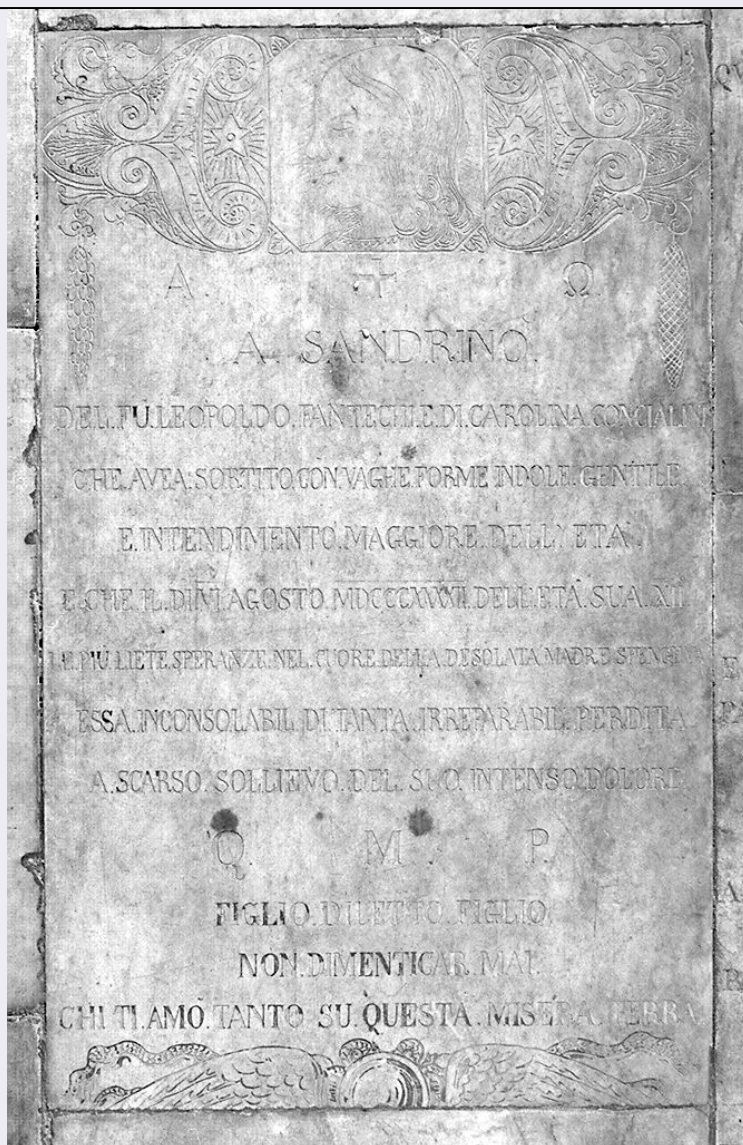 A. + Ω.
A. SANDRINO.
DEL. FU. LEOPOLDO. FANTECHI. E. DI. CAROLINA. CONCIALINI
CHE. AVEA. SORTITO. CON. VAGHE. FORME. INDOLE. GENTILE.
E. INTENDIMENTO. MAGGIORE. DELL'ETÀ.
E. CHE. IL. DI. VI. AGOSTO. MDCCCXXXXII. DELL'ETÀ. SUA. XII
LE. PIÙ. LIETE. SPERANZE. NEL. CUORE. DELLA. DESOLATA. MADRE. SPENGEVA
ESSA. INCONSOLABIL. DI. TANTA. IRREPARABIL. PERDITA
A. SCARSO. SOLLIEVO. DEL. SUO. INTENSO. DOLORE
Q. M. P.
FIGLIO. DILETTO. FIGLIO
NON. DIMENTICAR. MAI.
CHI. TI. AMÒ. TANTO. SU. QUESTA. MISERA. TERRA